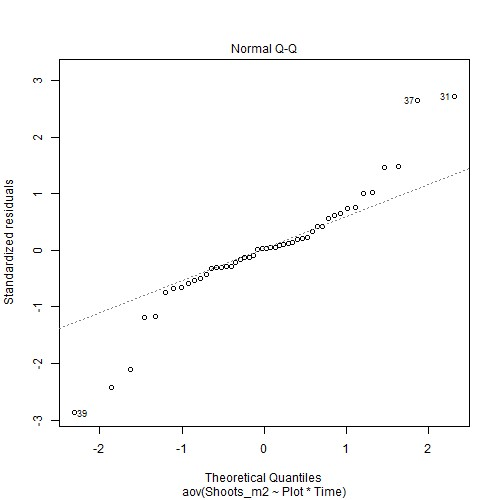 Normal Q-Q
3
2
1
0
-1
-2
-3
Standardized residuals
37
31
39
-2 -1 0 1 2
Theoretical Quantiles
aov(Shoots_m2 ~ Plot * Time)